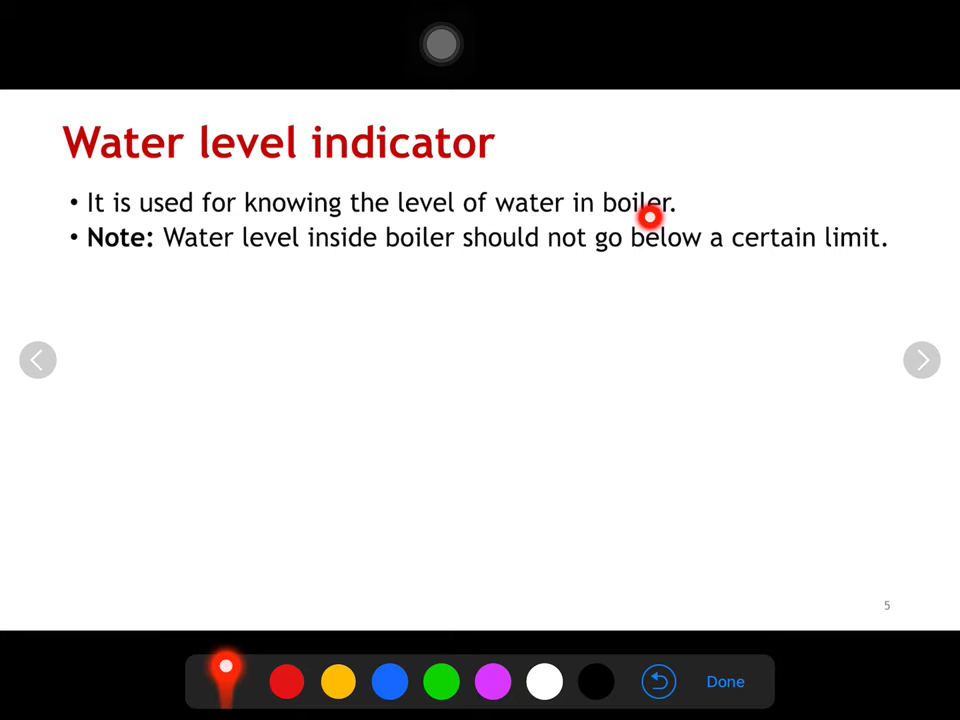 Water level indicator
• It is used for knowing the level of water in boiler.
• Note: Water level inside boiler should not go below a certain limit.
5
Done